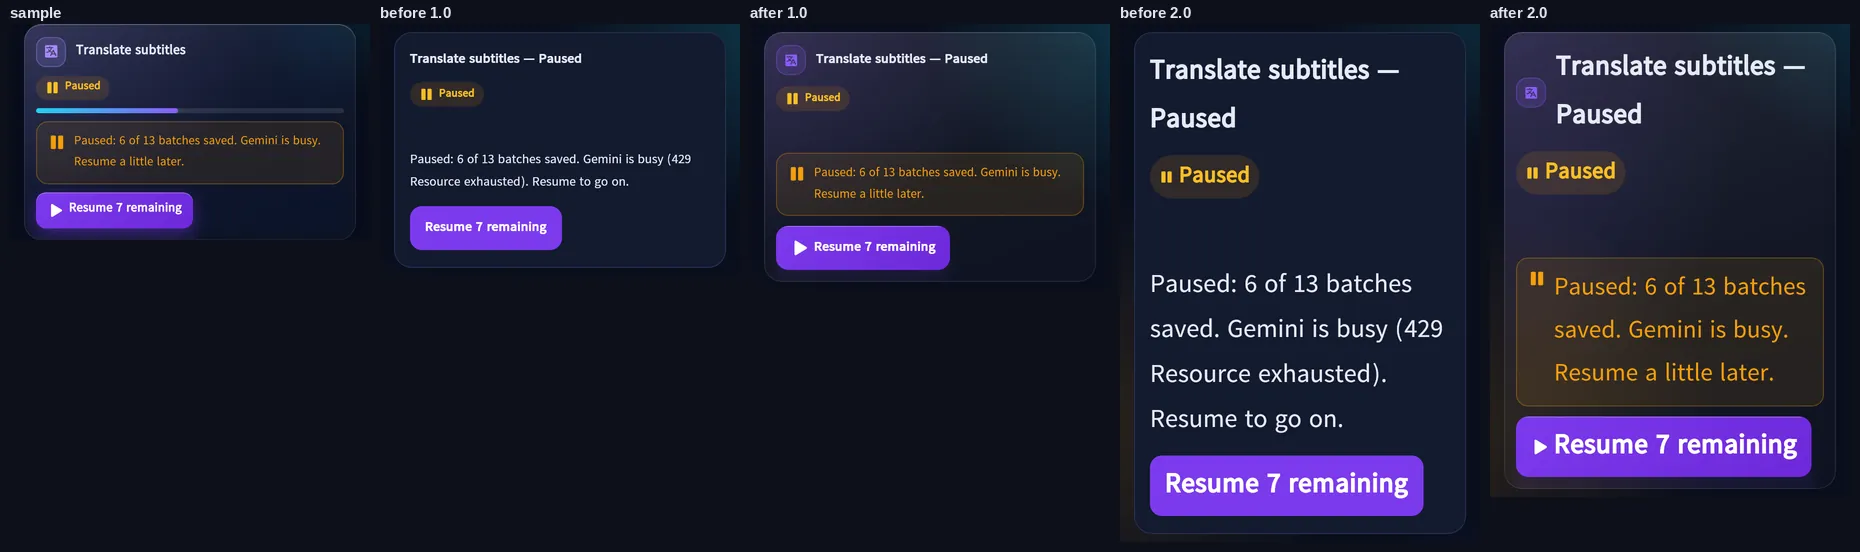 sample
Translate subtitles
Paused
Paused: 6 of 13 batches saved. Gemini is busy.
Resume a little later.
Resume 7 remaining
before 1.0
Translate subtitles — Paused
Paused
Paused: 6 of 13 batches saved. Gemini is busy (429
Resource exhausted). Resume to go on.
Resume 7 remaining
after 1.0
Translate subtitles — Paused
Paused
Paused: 6 of 13 batches saved. Gemini is busy.
Resume a little later.
Resume 7 remaining
before 2.0
Translate subtitles —
Paused
Paused
Paused: 6 of 13 batches
saved. Gemini is busy (429
Resource exhausted).
Resume to go on.
Resume 7 remaining
after 2.0
Translate subtitles —
Paused
Paused
Paused: 6 of 13 batches
saved. Gemini is busy.
Resume a little later.
Resume 7 remaining